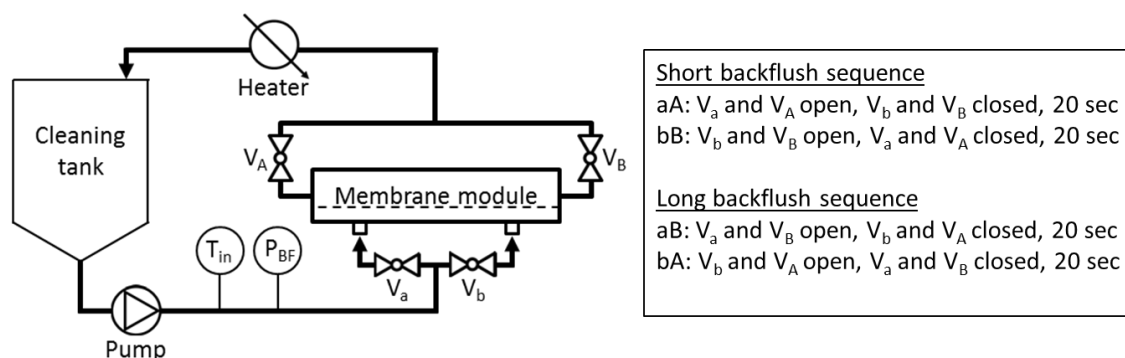 Heater
Cleaning
tank
V_A
V_B
Membrane module
T_in
P_BF
V_a
V_b
Pump
Short backflush sequence
aA: V_a and V_A open, V_b and V_B closed, 20 sec
bB: V_b and V_B open, V_a and V_A closed, 20 sec
Long backflush sequence
aB: V_a and V_B open, V_b and V_A closed, 20 sec
bA: V_b and V_A open, V_a and V_B closed, 20 sec